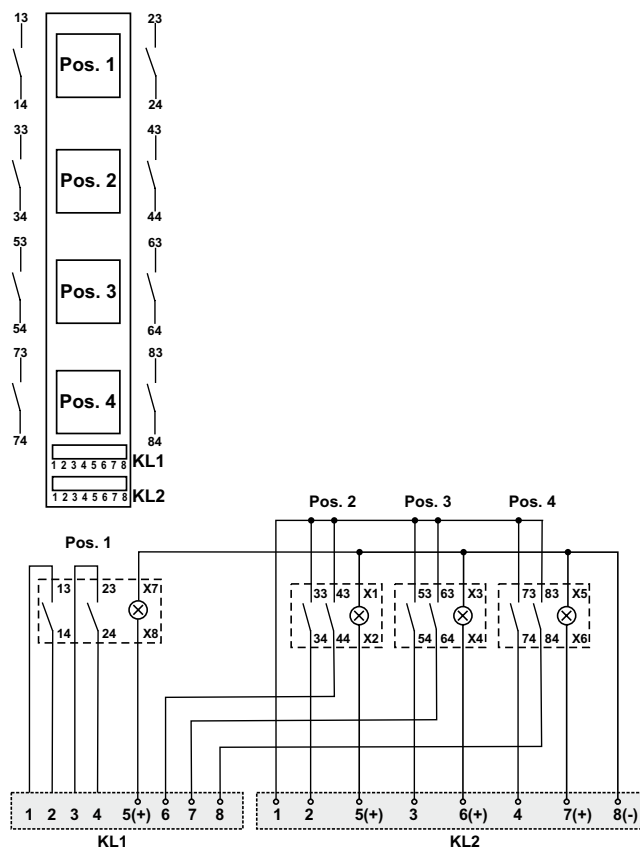 13 23
Pos. 1
14 24
33 43
Pos. 2
34 44
53 63
Pos. 3
54 64
73 83
Pos. 4
74 84
1 2 3 4 5 6 7 8 KL1
1 2 3 4 5 6 7 8 KL2
Pos. 2 Pos. 3 Pos. 4
Pos. 1
13 23 X7 33 43 X1 53 63 X3 73 83 X5
14 24 X8 34 44 X2 54 64 X4 74 84 X6
1 2 3 4 5(+) 6 7 8 1 2 5(+) 3 6(+) 4 7(+) 8(-)
KL1 KL2